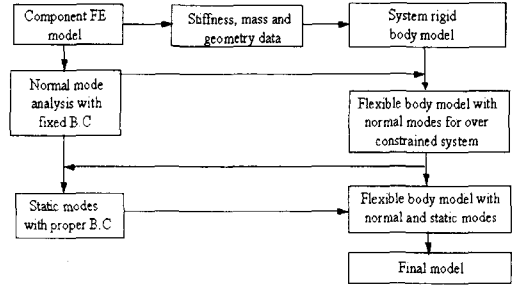 Component FE
model
Stiffness, mass and
geometry data
System rigid
body model
Normal mode
analysis with
fixed B.C
Flexible body model with
normal modes for over
constrained system
Static modes
with proper B.C
Flexible body model with
normal and static modes
Final model